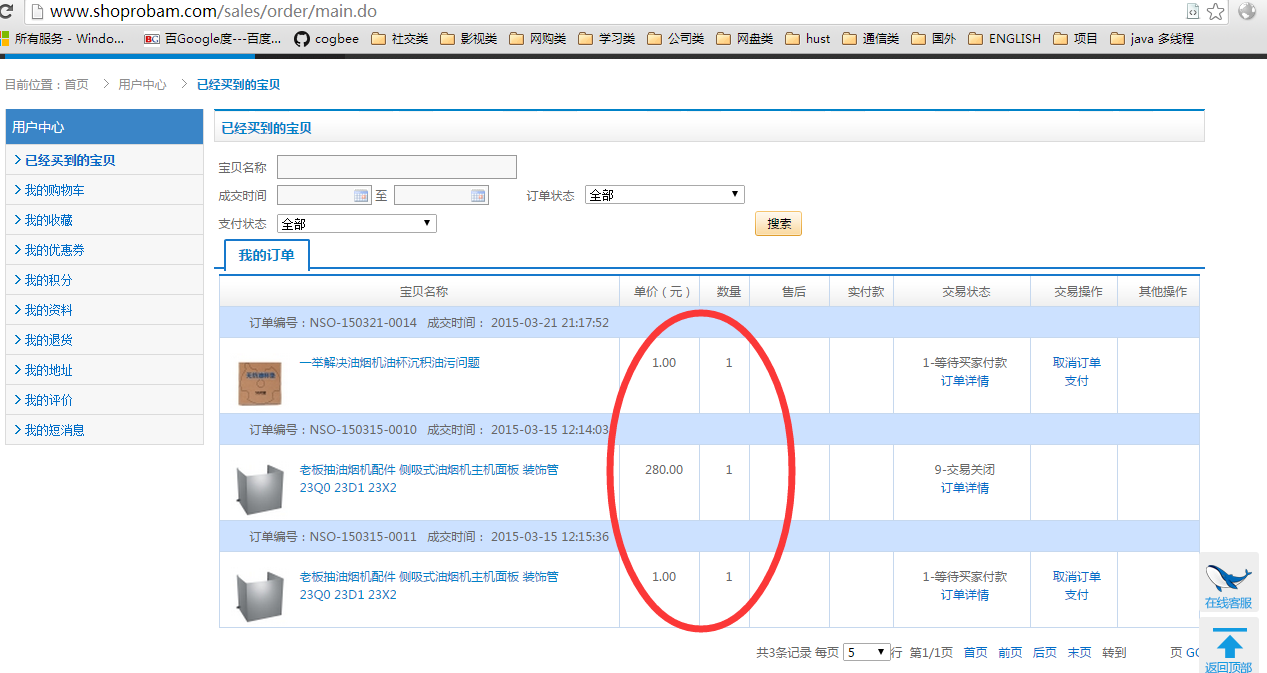 www.shoprobam.com/sales/order/main.do
所有服务 - Windo... BG 百Google度---百度... cogbee 社交类 影视类 网购类 学习类 公司类 网盘类 hust 通信类 国外 ENGLISH 项目 java 多线程
目前位置：首页 > 用户中心 > 已经买到的宝贝
用户中心
已经买到的宝贝
我的购物车
我的收藏
我的优惠券
我的积分
我的资料
我的退货
我的地址
我的评价
我的短消息
已经买到的宝贝
宝贝名称
成交时间 至 订单状态 全部
支付状态 全部 搜索
我的订单
宝贝名称 单价（元） 数量 售后 实付款 交易状态 交易操作 其他操作
订单编号：NSO-150321-0014 成交时间： 2015-03-21 21:17:52
一举解决油烟机油杯沉积油污问题 1.00 1 1-等待买家付款 取消订单
订单详情 支付
订单编号：NSO-150315-0010 成交时间： 2015-03-15 12:14:03
老板抽油烟机配件 侧吸式油烟机主机面板 装饰管 280.00 1 9-交易关闭
23Q0 23D1 23X2 订单详情
订单编号：NSO-150315-0011 成交时间： 2015-03-15 12:15:36
老板抽油烟机配件 侧吸式油烟机主机面板 装饰管 1.00 1 1-等待买家付款 取消订单
23Q0 23D1 23X2 订单详情 支付
在线客服
共3条记录 每页 5 行 第1/1页 首页 前页 后页 末页 转到 页 GO
返回顶部